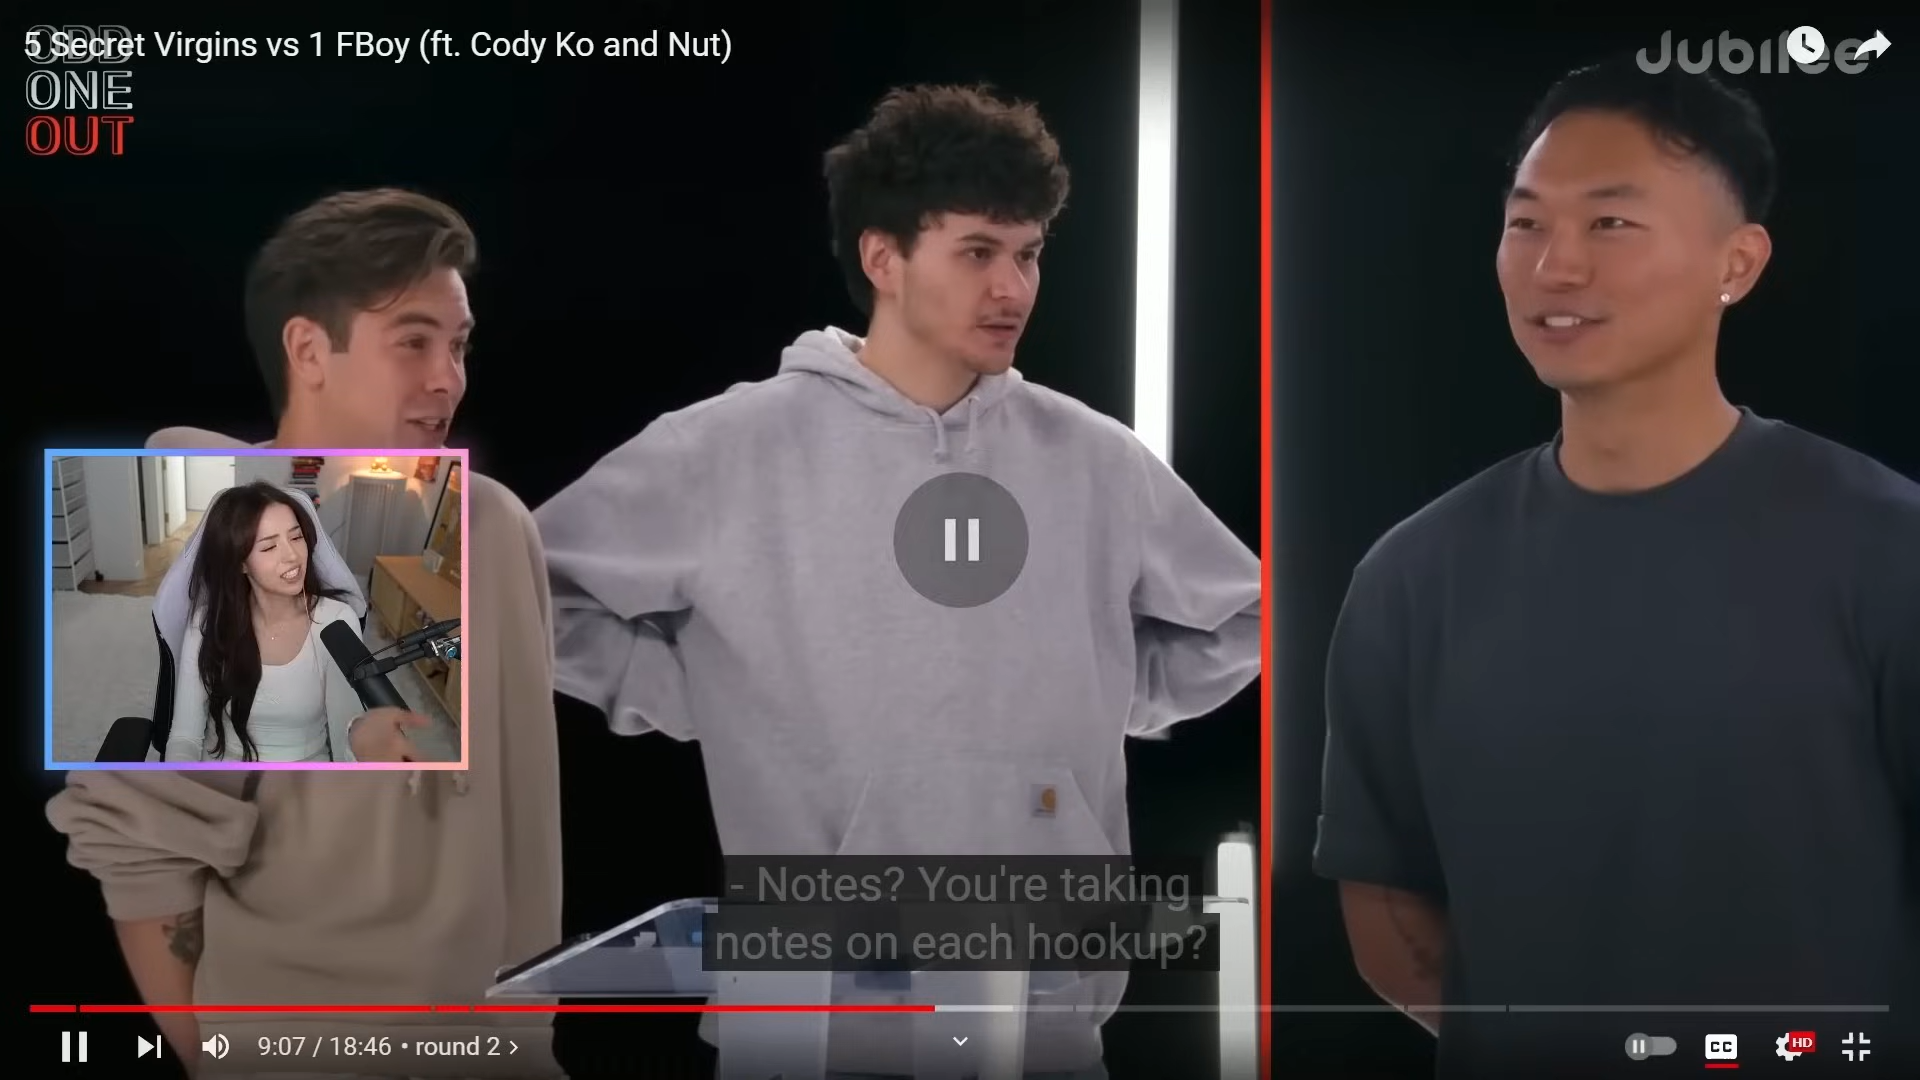 5 Secret Virgins vs 1 FBoy (ft. Cody Ko and Nut)
ODD
ONE
OUT
Jubilee
- Notes? You're taking
notes on each hookup?
9:07 / 18:46 • round 2 >
CC
HD